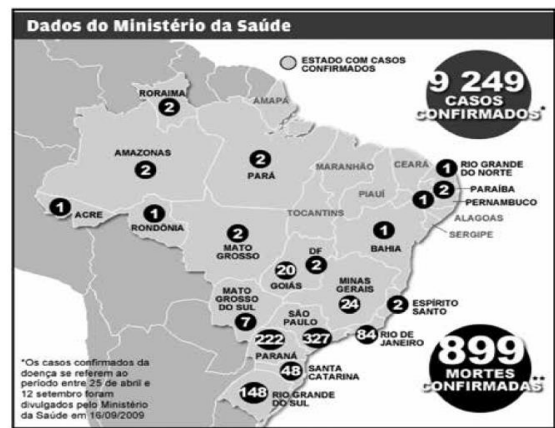 Dados do Ministério da Saúde
ESTADO COM CASOS
CONFIRMADOS
9 249
CASOS
CONFIRMADOS*
RORAIMA
2
AMAPÁ
AMAZONAS
2
2
PARÁ
MARANHÃO
CEARÁ
1
RIO GRANDE
DO NORTE
PIAUÍ
2
PARAÍBA
1
PERNAMBUCO
ALAGOAS
SERGIPE
1
ACRE
1
RONDÔNIA
TOCANTINS
2
MATO
GROSSO
1
BAHIA
DF
2
20
GOIÁS
MINAS
GERAIS
24
2
ESPÍRITO
SANTO
MATO
GROSSO
DO SUL
7
SÃO
PAULO
327
84
RIO DE
JANEIRO
222
PARANÁ
48
SANTA
CATARINA
148
RIO GRANDE
DO SUL
899
MORTES
CONFIRMADAS**
*Os casos confirmados da
doença se referem ao
período entre 25 de abril e
12 setembro foram
divulgados pelo Ministério
da Saúde em 16/09/2009